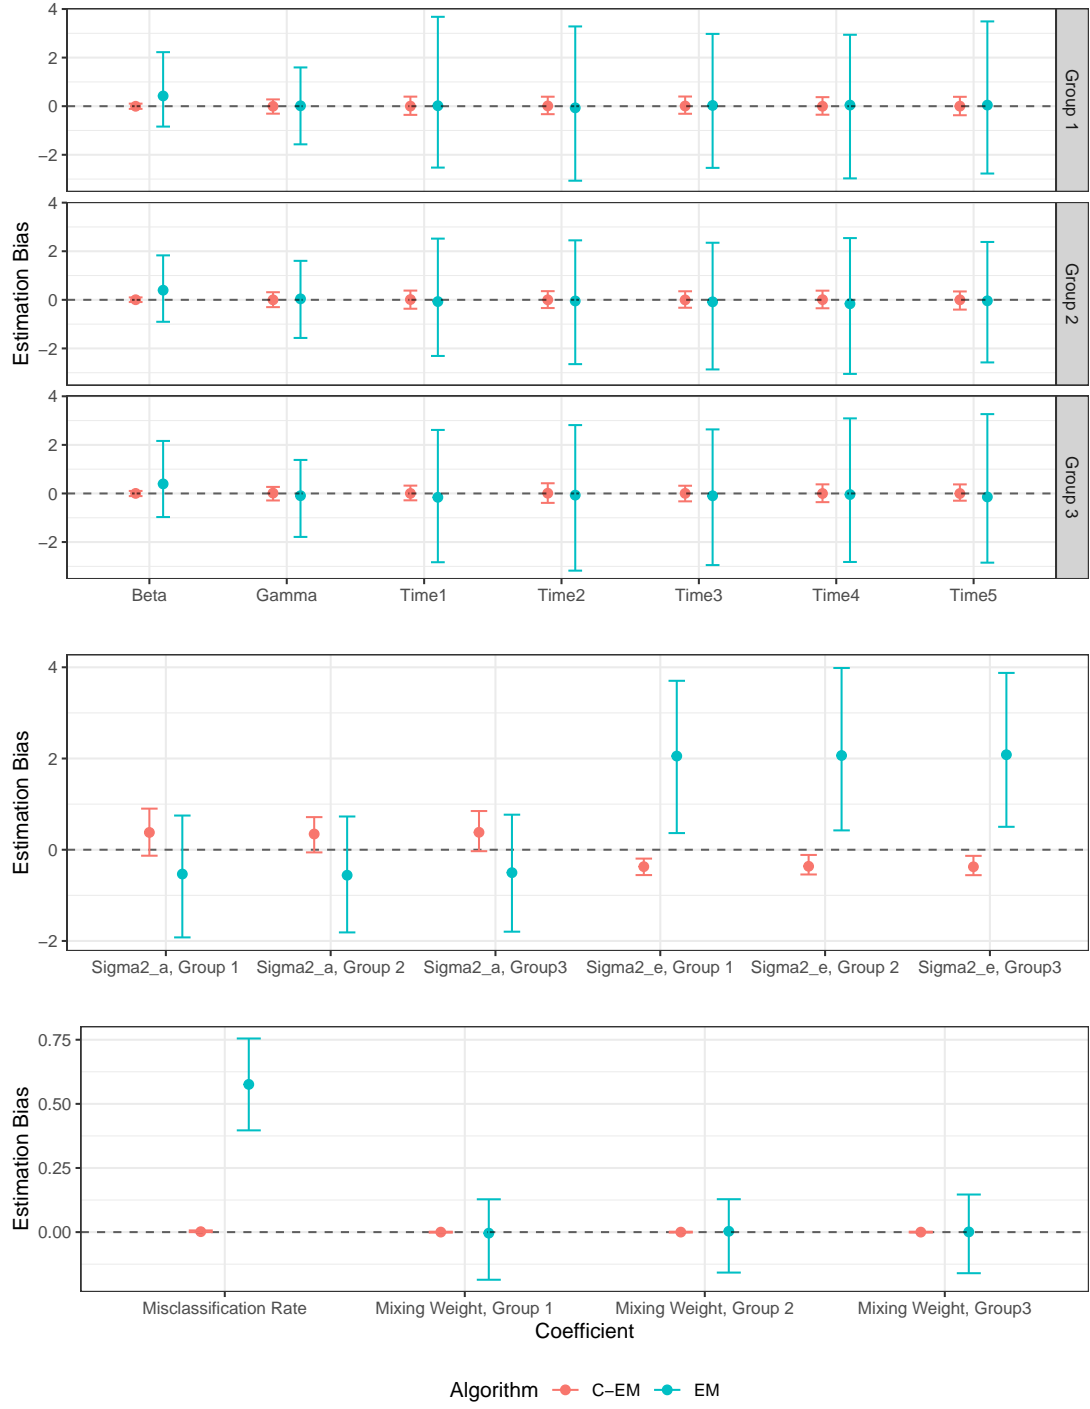 4
2
0
−2
Group 1
4
2
0
−2
Group 2
4
2
0
−2
Group 3
Estimation Bias
Beta Gamma Time1 Time2 Time3 Time4 Time5
4
2
0
−2
Estimation Bias
Sigma2_a, Group 1 Sigma2_a, Group 2 Sigma2_a, Group3 Sigma2_e, Group 1 Sigma2_e, Group 2 Sigma2_e, Group3
0.75
0.50
0.25
0.00
Estimation Bias
Misclassification Rate Mixing Weight, Group 1 Mixing Weight, Group 2 Mixing Weight, Group3
Coefficient
Algorithm C−EM EM